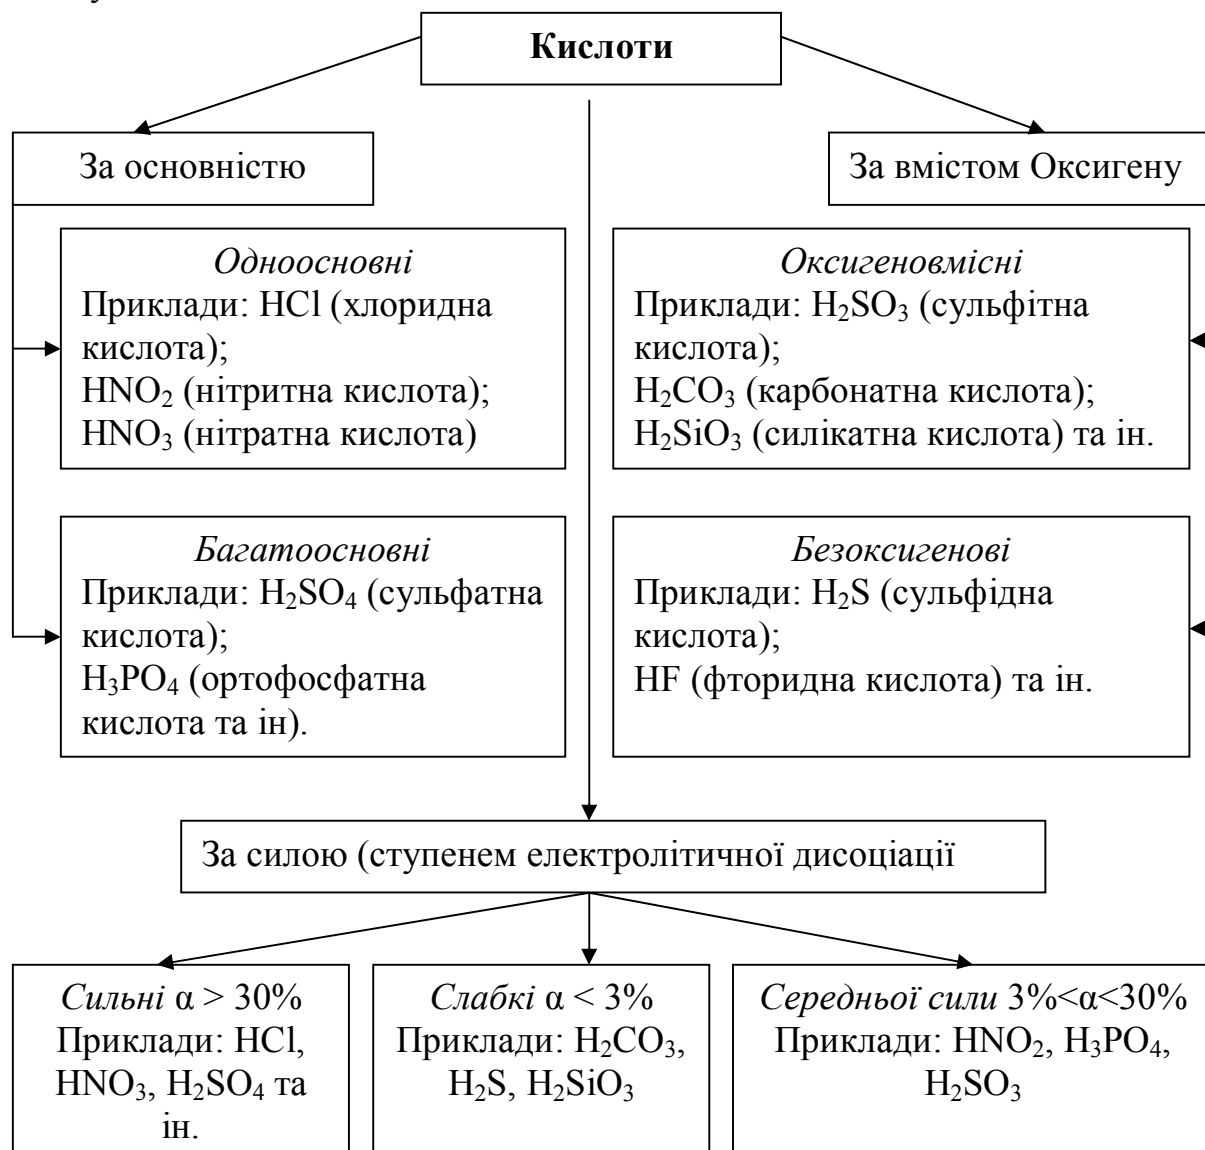 Кислоти
За основністю
За вмістом Оксигену
Одноосновні
Приклади: HCl (хлоридна
кислота);
HNO₂ (нітритна кислота);
HNO₃ (нітратна кислота)
Оксигеновмісні
Приклади: H₂SO₃ (сульфітна
кислота);
H₂CO₃ (карбонатна кислота);
H₂SiO₃ (силікатна кислота) та ін.
Багатоосновні
Приклади: H₂SO₄ (сульфатна
кислота);
H₃PO₄ (ортофосфатна
кислота та ін).
Безоксигенові
Приклади: H₂S (сульфідна
кислота);
HF (фторидна кислота) та ін.
За силою (ступенем електролітичної дисоціації
Сильні α > 30%
Приклади: HCl,
HNO₃, H₂SO₄ та
ін.
Слабкі α < 3%
Приклади: H₂CO₃,
H₂S, H₂SiO₃
Середньої сили 3%<α<30%
Приклади: HNO₂, H₃PO₄,
H₂SO₃